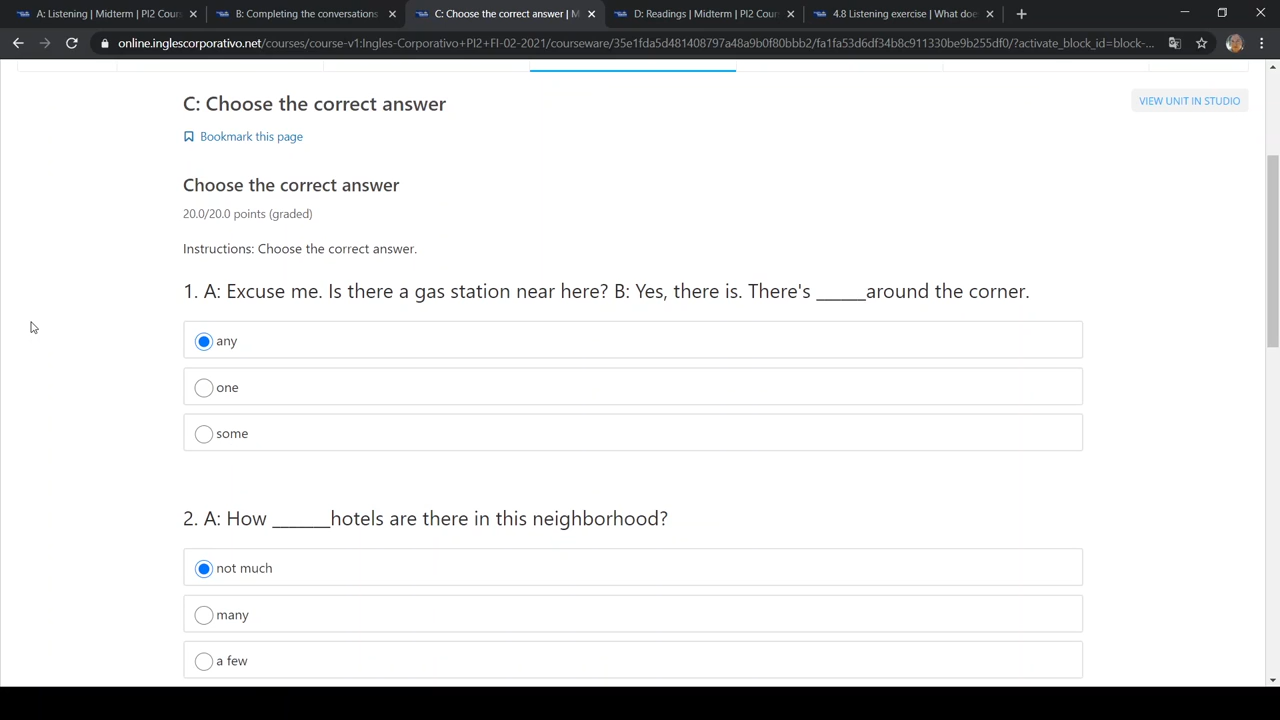 A: Listening | Midterm | PI2 Cour
B: Completing the conversations
C: Choose the correct answer | M
D: Readings | Midterm | PI2 Cour
4.8 Listening exercise | What doe
online.inglescorporativo.net/courses/course-v1:Ingles-Corporativo+PI2+FI-02-2021/courseware/35e1fda5d481408797a48a9b0f80bbb2/fa1fa53d6df34b8c911330be9b255df0/?activate_block_id=block-...
C: Choose the correct answer
VIEW UNIT IN STUDIO
Bookmark this page
Choose the correct answer
20.0/20.0 points (graded)
Instructions: Choose the correct answer.
1. A: Excuse me. Is there a gas station near here? B: Yes, there is. There's ______around the corner.
any
one
some
2. A: How _______hotels are there in this neighborhood?
not much
many
a few